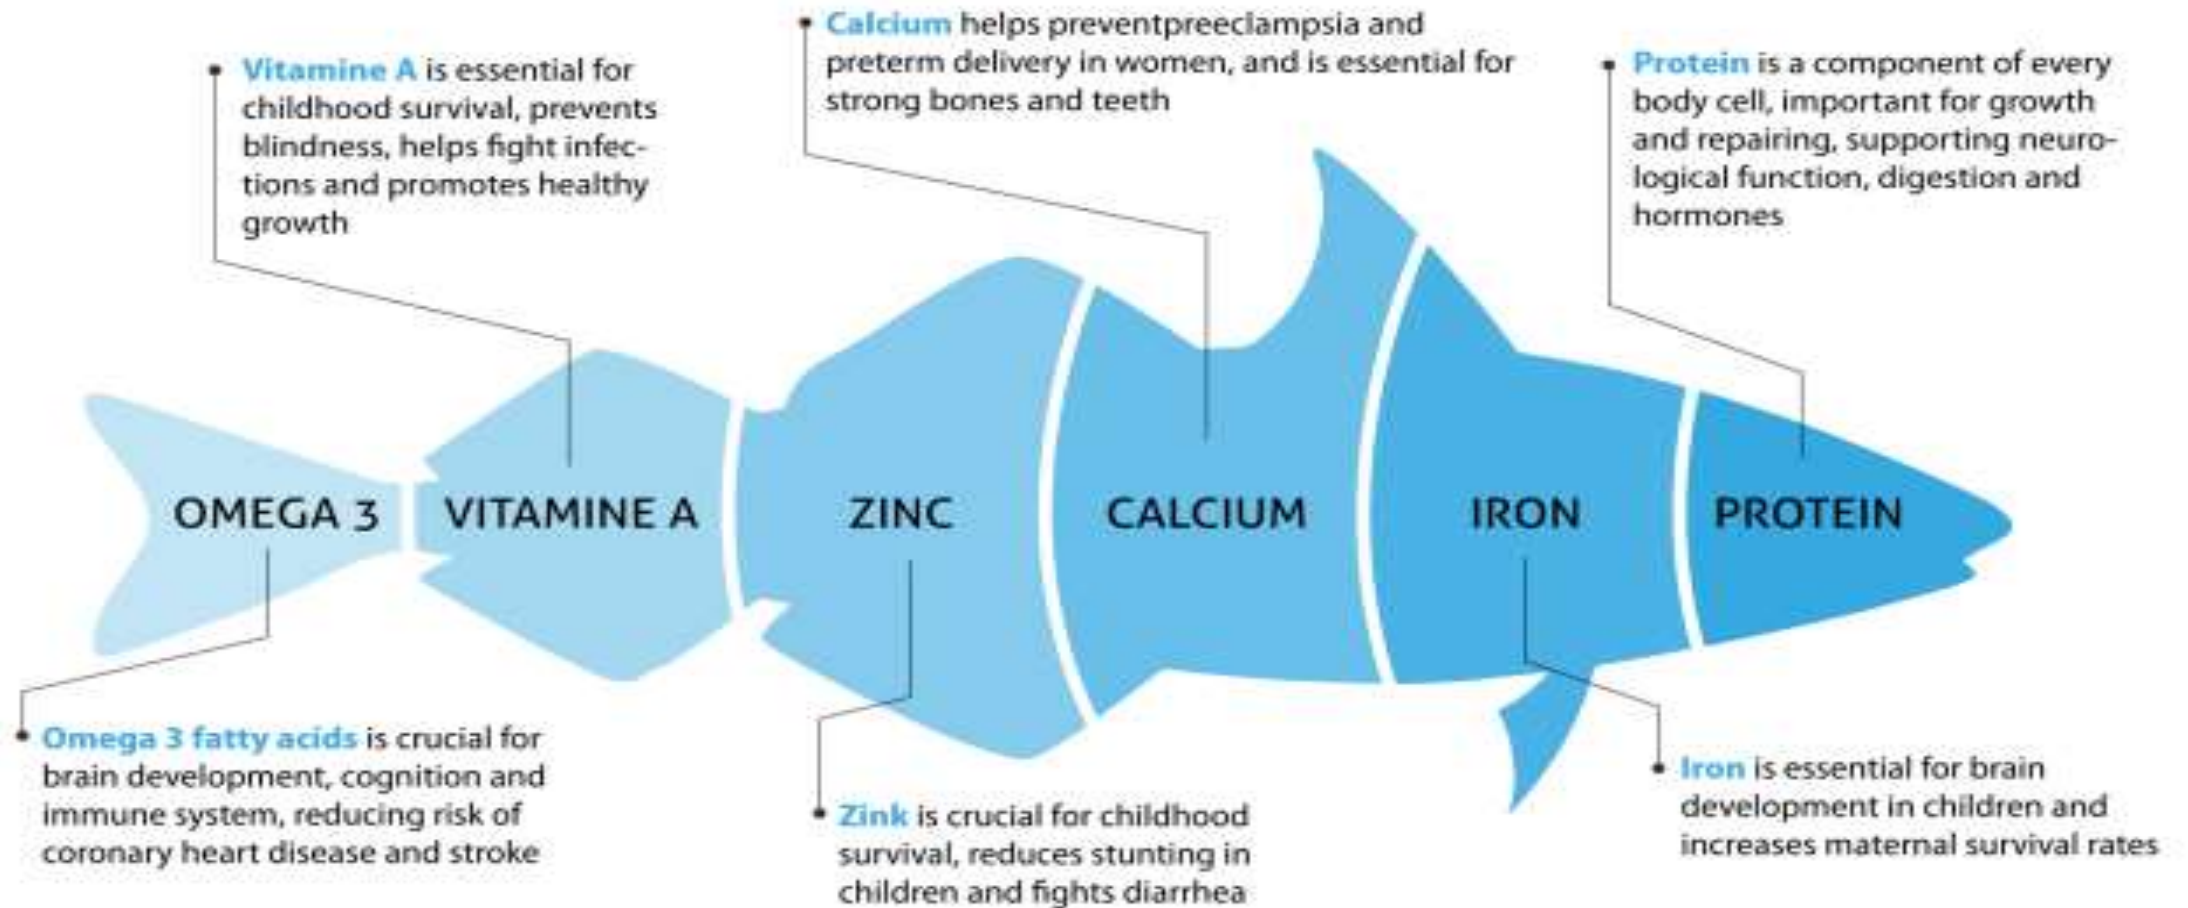 Calcium helps preventpreeclampsia and
preterm delivery in women, and is essential for
strong bones and teeth
Vitamine A is essential for
childhood survival, prevents
blindness, helps fight infec-
tions and promotes healthy
growth
Protein is a component of every
body cell, important for growth
and repairing, supporting neuro-
logical function, digestion and
hormones
OMEGA 3
VITAMINE A
ZINC
CALCIUM
IRON
PROTEIN
Omega 3 fatty acids is crucial for
brain development, cognition and
immune system, reducing risk of
coronary heart disease and stroke
Zink is crucial for childhood
survival, reduces stunting in
children and fights diarrhea
Iron is essential for brain
development in children and
increases maternal survival rates